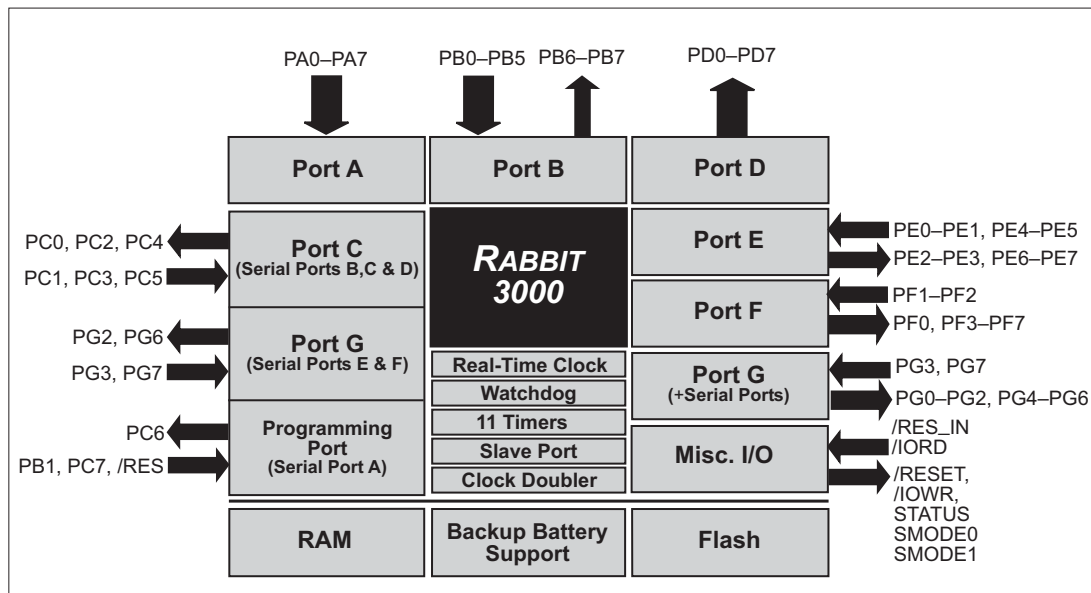 PA0–PA7
PB0–PB5
PB6–PB7
PD0–PD7
Port A
Port B
Port D
PC0, PC2, PC4
PC1, PC3, PC5
Port C
(Serial Ports B,C & D)
RABBIT
3000
Port E
PE0–PE1, PE4–PE5
PE2–PE3, PE6–PE7
Port F
PF1–PF2
PF0, PF3–PF7
PG2, PG6
PG3, PG7
Port G
(Serial Ports E & F)
Real-Time Clock
Watchdog
11 Timers
Slave Port
Clock Doubler
Port G
(+Serial Ports)
PG3, PG7
PG0–PG2, PG4–PG6
PC6
PB1, PC7, /RES
Programming
Port
(Serial Port A)
Misc. I/O
/RES_IN
/IORD
/RESET,
/IOWR,
STATUS
SMODE0
SMODE1
RAM
Backup Battery
Support
Flash